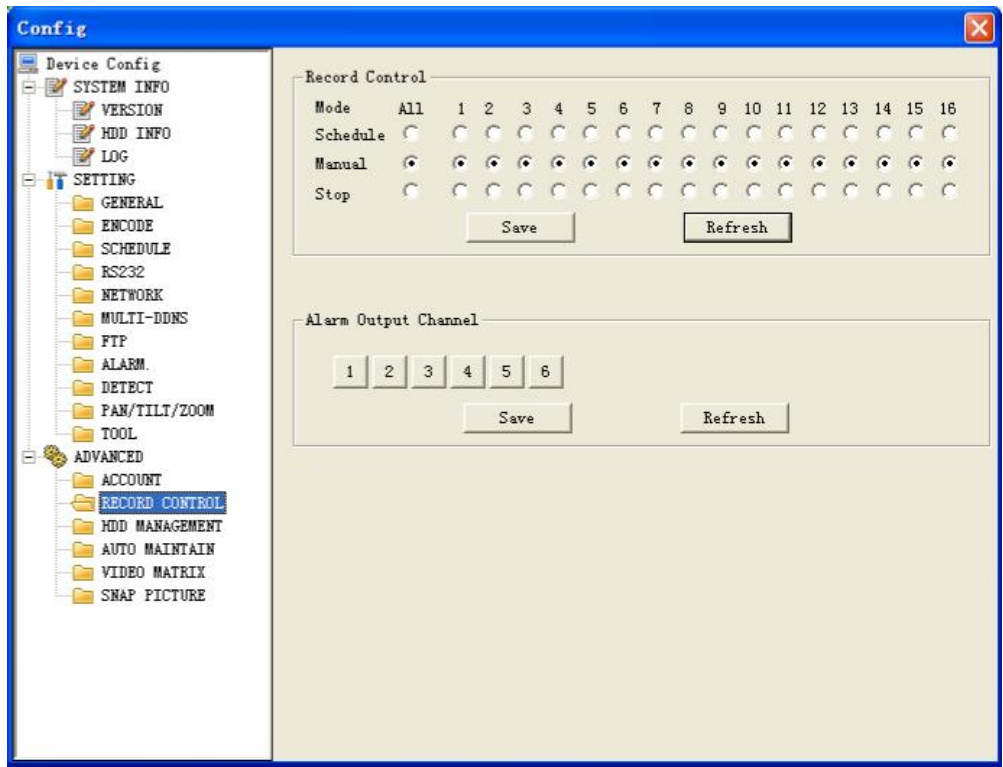 Config
Device Config
SYSTEM INFO
VERSION
HDD INFO
LOG
SETTING
GENERAL
ENCODE
SCHEDULE
RS232
NETWORK
MULTI-DDNS
FTP
ALARM.
DETECT
PAN/TILT/ZOOM
TOOL
ADVANCED
ACCOUNT
RECORD CONTROL
HDD MANAGEMENT
AUTO MAINTAIN
VIDEO MATRIX
SNAP PICTURE
Record Control
Mode All 1 2 3 4 5 6 7 8 9 10 11 12 13 14 15 16
Schedule
Manual
Stop
Save Refresh
Alarm Output Channel
1 2 3 4 5 6
Save Refresh